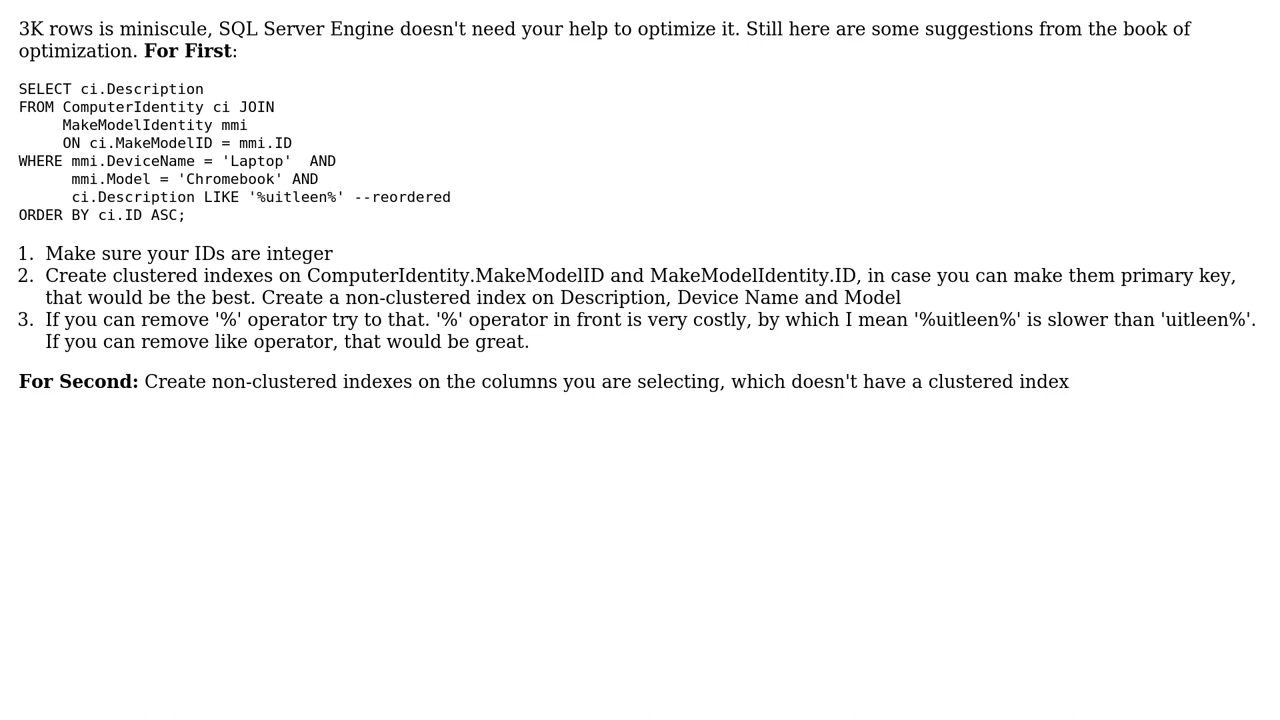 3K rows is miniscule, SQL Server Engine doesn't need your help to optimize it. Still here are some suggestions from the book of
optimization. For First:
SELECT ci.Description
FROM ComputerIdentity ci JOIN
     MakeModelIdentity mmi
     ON ci.MakeModelID = mmi.ID
WHERE mmi.DeviceName = 'Laptop'  AND
      mmi.Model = 'Chromebook' AND
      ci.Description LIKE '%uitleen%' --reordered
ORDER BY ci.ID ASC;
1. Make sure your IDs are integer
2. Create clustered indexes on ComputerIdentity.MakeModelID and MakeModelIdentity.ID, in case you can make them primary key,
that would be the best. Create a non-clustered index on Description, Device Name and Model
3. If you can remove '%' operator try to that. '%' operator in front is very costly, by which I mean '%uitleen%' is slower than 'uitleen%'.
If you can remove like operator, that would be great.
For Second: Create non-clustered indexes on the columns you are selecting, which doesn't have a clustered index